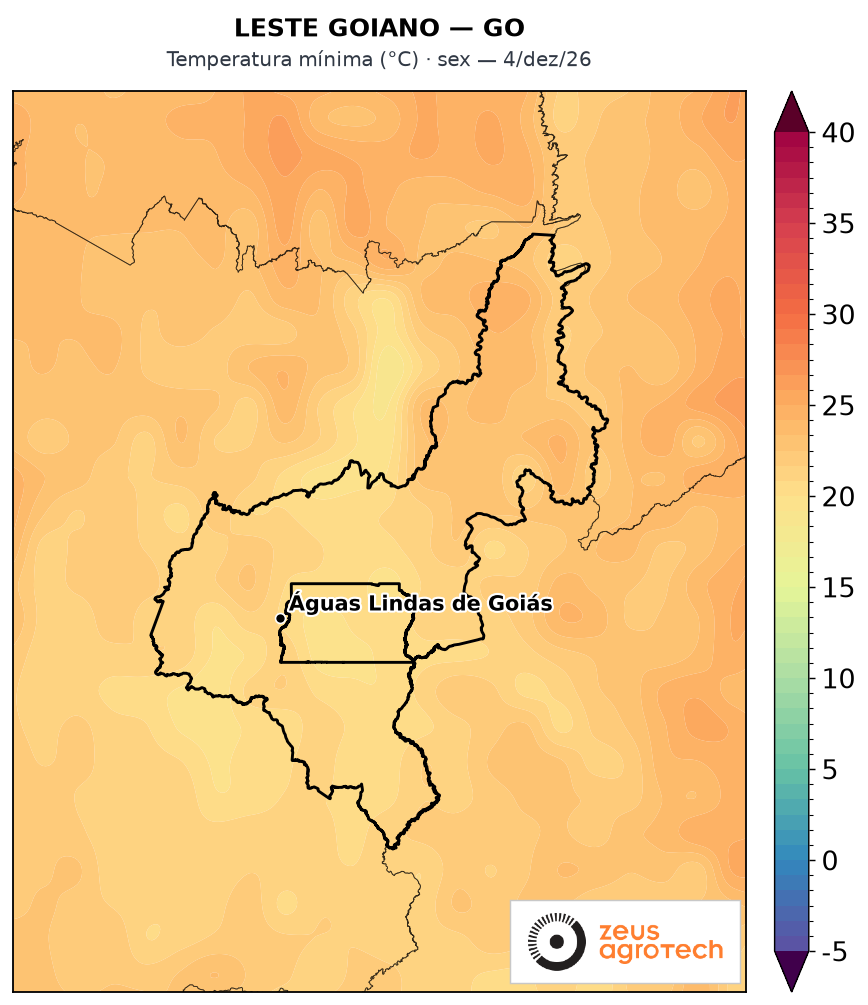 LESTE GOIANO — GO
Temperatura mínima (°C) · sex — 4/dez/26
40
35
30
25
20
15
10
5
0
-5
Águas Lindas de Goiás
zeus
agrotech